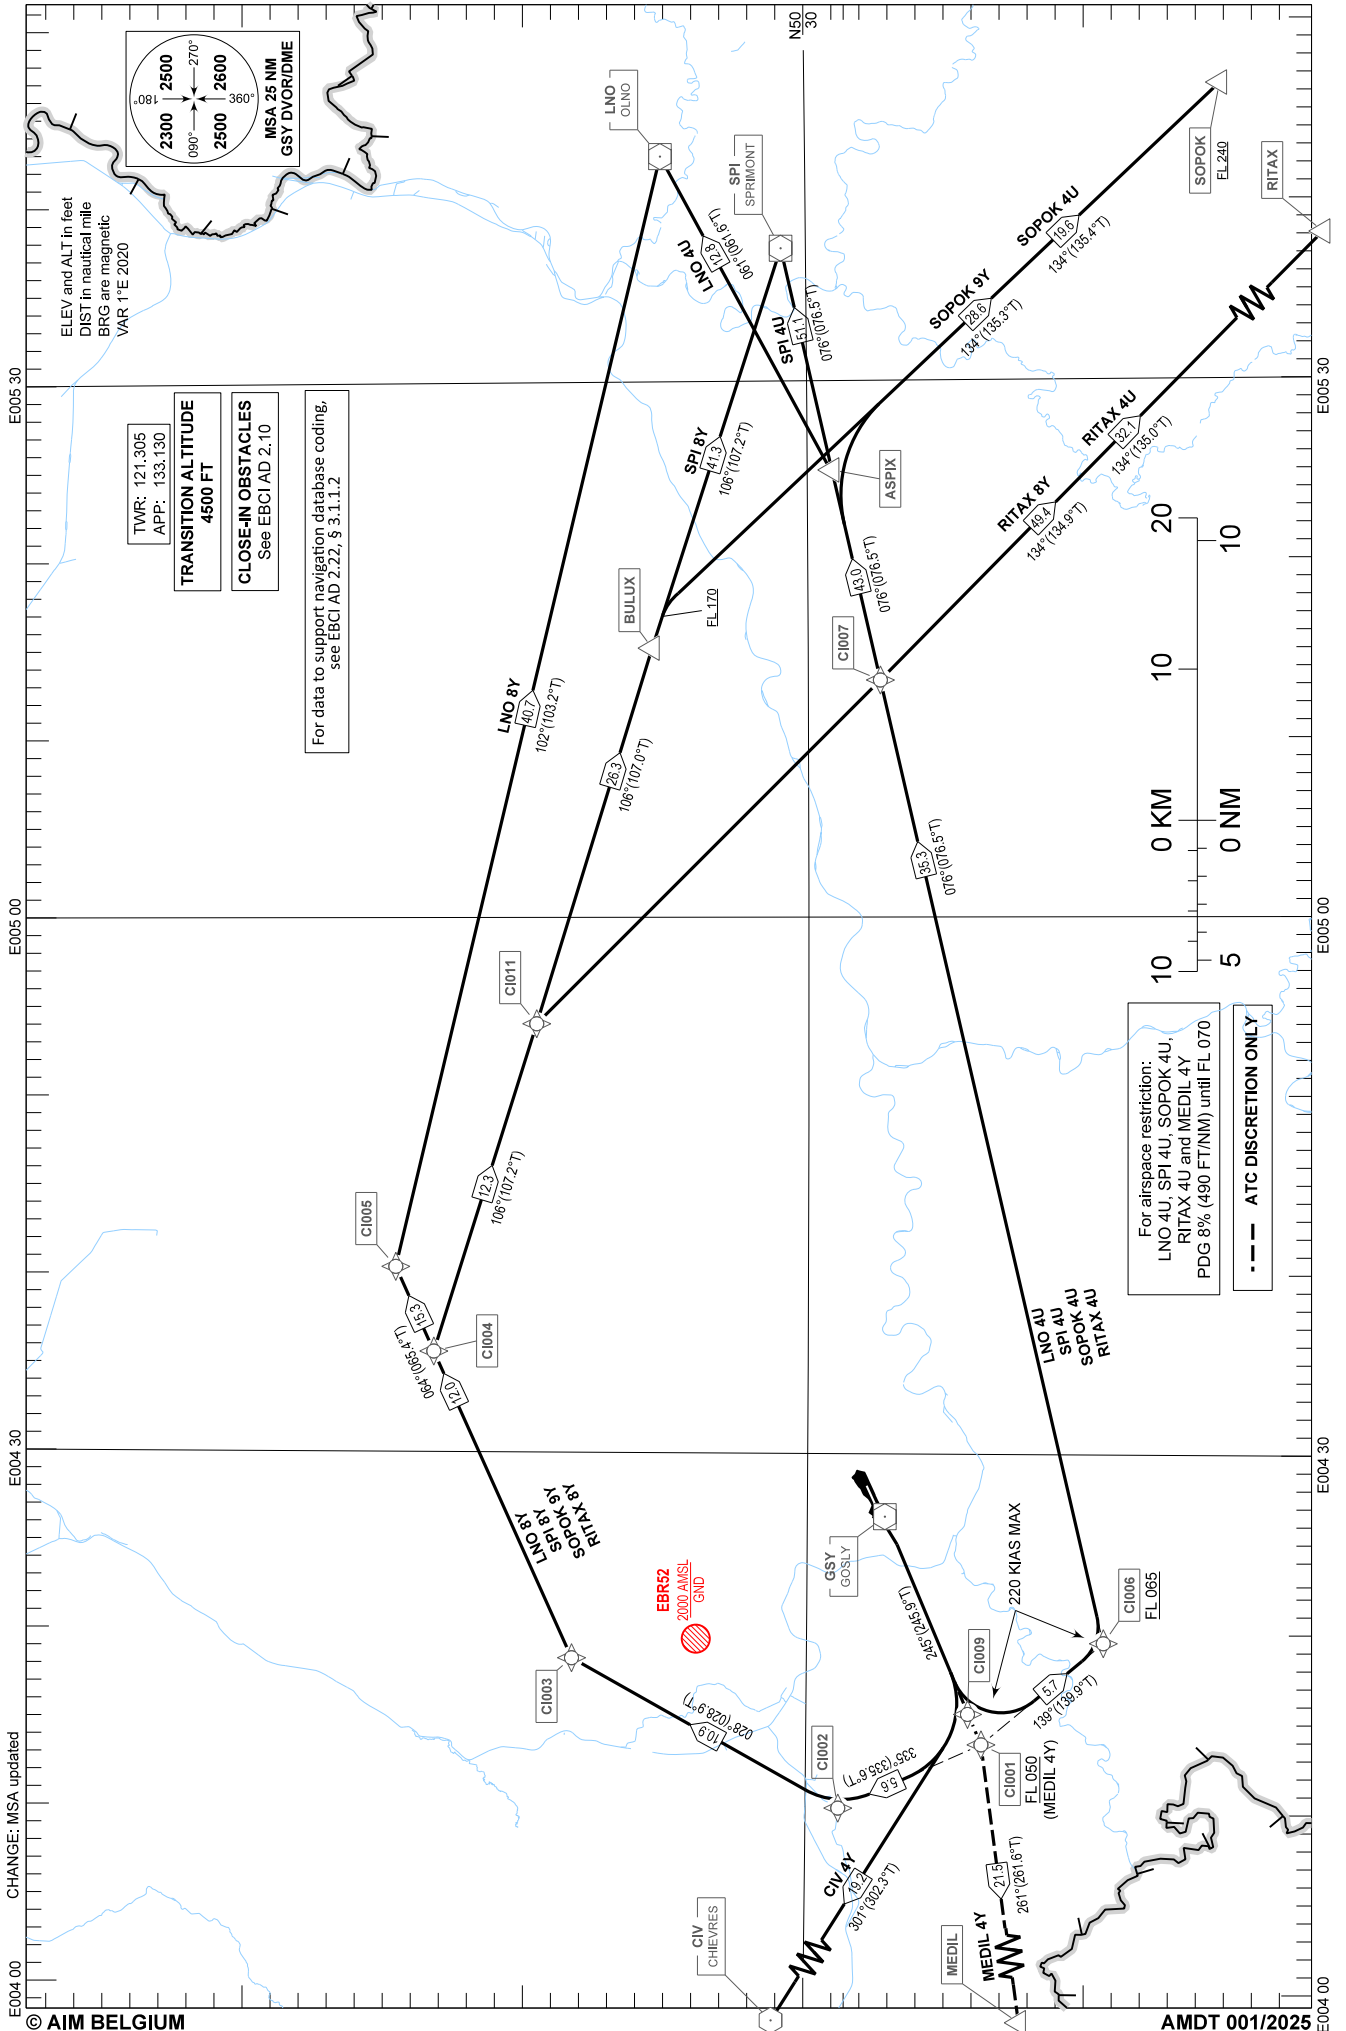 CHANGE: MSA updated
© AIM BELGIUM
AMDT 001/2025
E004 00
E004 30
E005 00
E005 30
E004 00
E004 30
E005 00
E005 30
N50
30
ELEV and ALT in feet
DIST in nautical mile
BRG are magnetic
VAR 1°E 2020
180°
270°
360°
090°
2300
2500
2500
2600
MSA 25 NM
GSY DVOR/DME
TWR: 121.305
APP: 133.130
TRANSITION ALTITUDE
4500 FT
CLOSE-IN OBSTACLES
See EBCI AD 2.10
For data to support navigation database coding,
see EBCI AD 2.22, § 3.1.1.2
LNO
OLNO
SPI
SPRIMONT
SOPOK
FL 240
RITAX
LNO 4U
12.8
061°(061.6°T)
SPI 4U
51.1
076°(076.5°T)
SOPOK 4U
19.6
134°(135.4°T)
SOPOK 9Y
28.6
134°(135.3°T)
RITAX 4U
32.1
134°(135.0°T)
RITAX 8Y
49.4
134°(134.9°T)
SPI 8Y
41.3
106°(107.2°T)
ASPIX
BULUX
FL 170
43.0
076°(076.5°T)
CI007
LNO 8Y
40.7
102°(103.2°T)
26.3
106°(107.0°T)
35.3
076°(076.5°T)
CI011
12.3
106°(107.2°T)
CI005
15.3
064°(065.4°T)
CI004
12.0
LNO 8Y
SPI 8Y
SOPOK 9Y
RITAX 8Y
LNO 4U
SPI 4U
SOPOK 4U
RITAX 4U
EBR52
2000 AMSL
GND
GSY
GOSLY
245°(245.9°T)
220 KIAS MAX
CI006
FL 065
CI009
5.7
139°(139.9°T)
CI003
10.9
028°(028.9°T)
CI002
5.6
335°(335.6°T)
CI001
FL 050
(MEDIL 4Y)
CIV 4Y
19.2
301°(302.3°T)
CIV
CHIEVRES
21.5
261°(261.6°T)
MEDIL 4Y
MEDIL
10
0 KM
10
20
5
0 NM
10
For airspace restriction:
LNO 4U, SPI 4U, SOPOK 4U,
RITAX 4U and MEDIL 4Y
PDG 8% (490 FT/NM) until FL 070
ATC DISCRETION ONLY